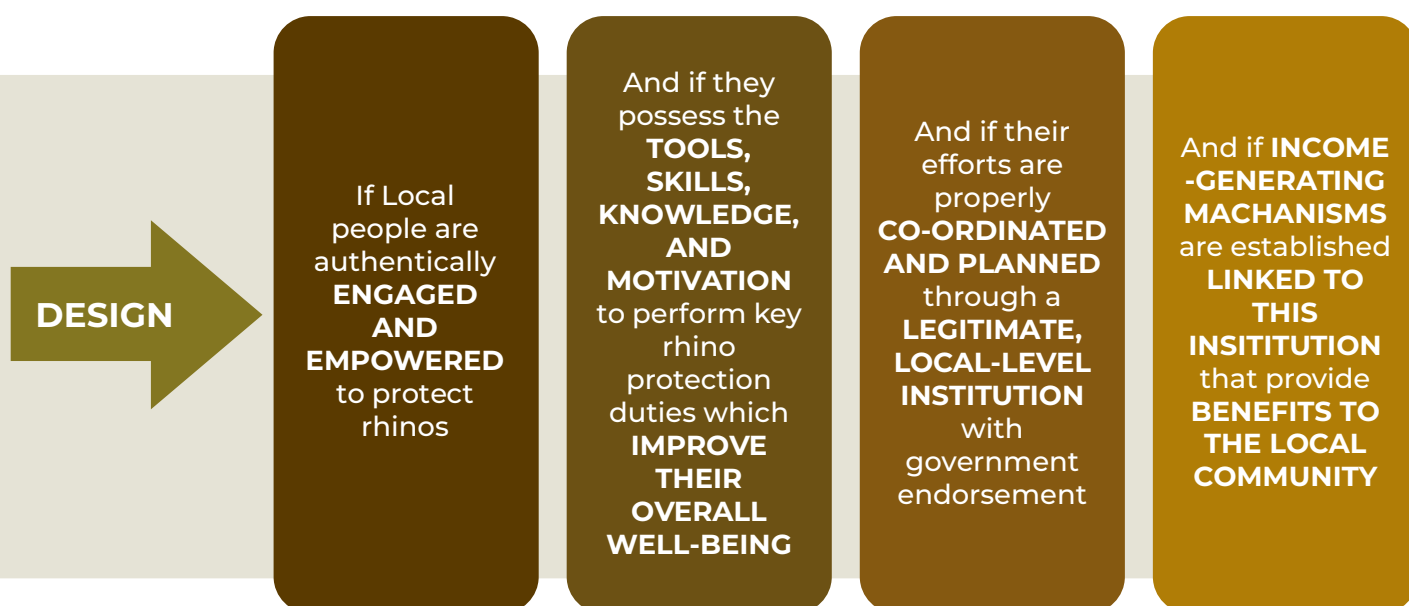 DESIGN
If Local
people are
authentically
ENGAGED
AND
EMPOWERED
to protect
rhinos
And if they
possess the
TOOLS,
SKILLS,
KNOWLEDGE,
AND
MOTIVATION
to perform key
rhino
protection
duties which
IMPROVE
THEIR
OVERALL
WELL-BEING
And if their
efforts are
properly
CO-ORDINATED
AND PLANNED
through a
LEGITIMATE,
LOCAL-LEVEL
INSTITUTION
with
government
endorsement
And if INCOME
-GENERATING
MACHANISMS
are established
LINKED TO
THIS
INSITITUTION
that provide
BENEFITS TO
THE LOCAL
COMMUNITY